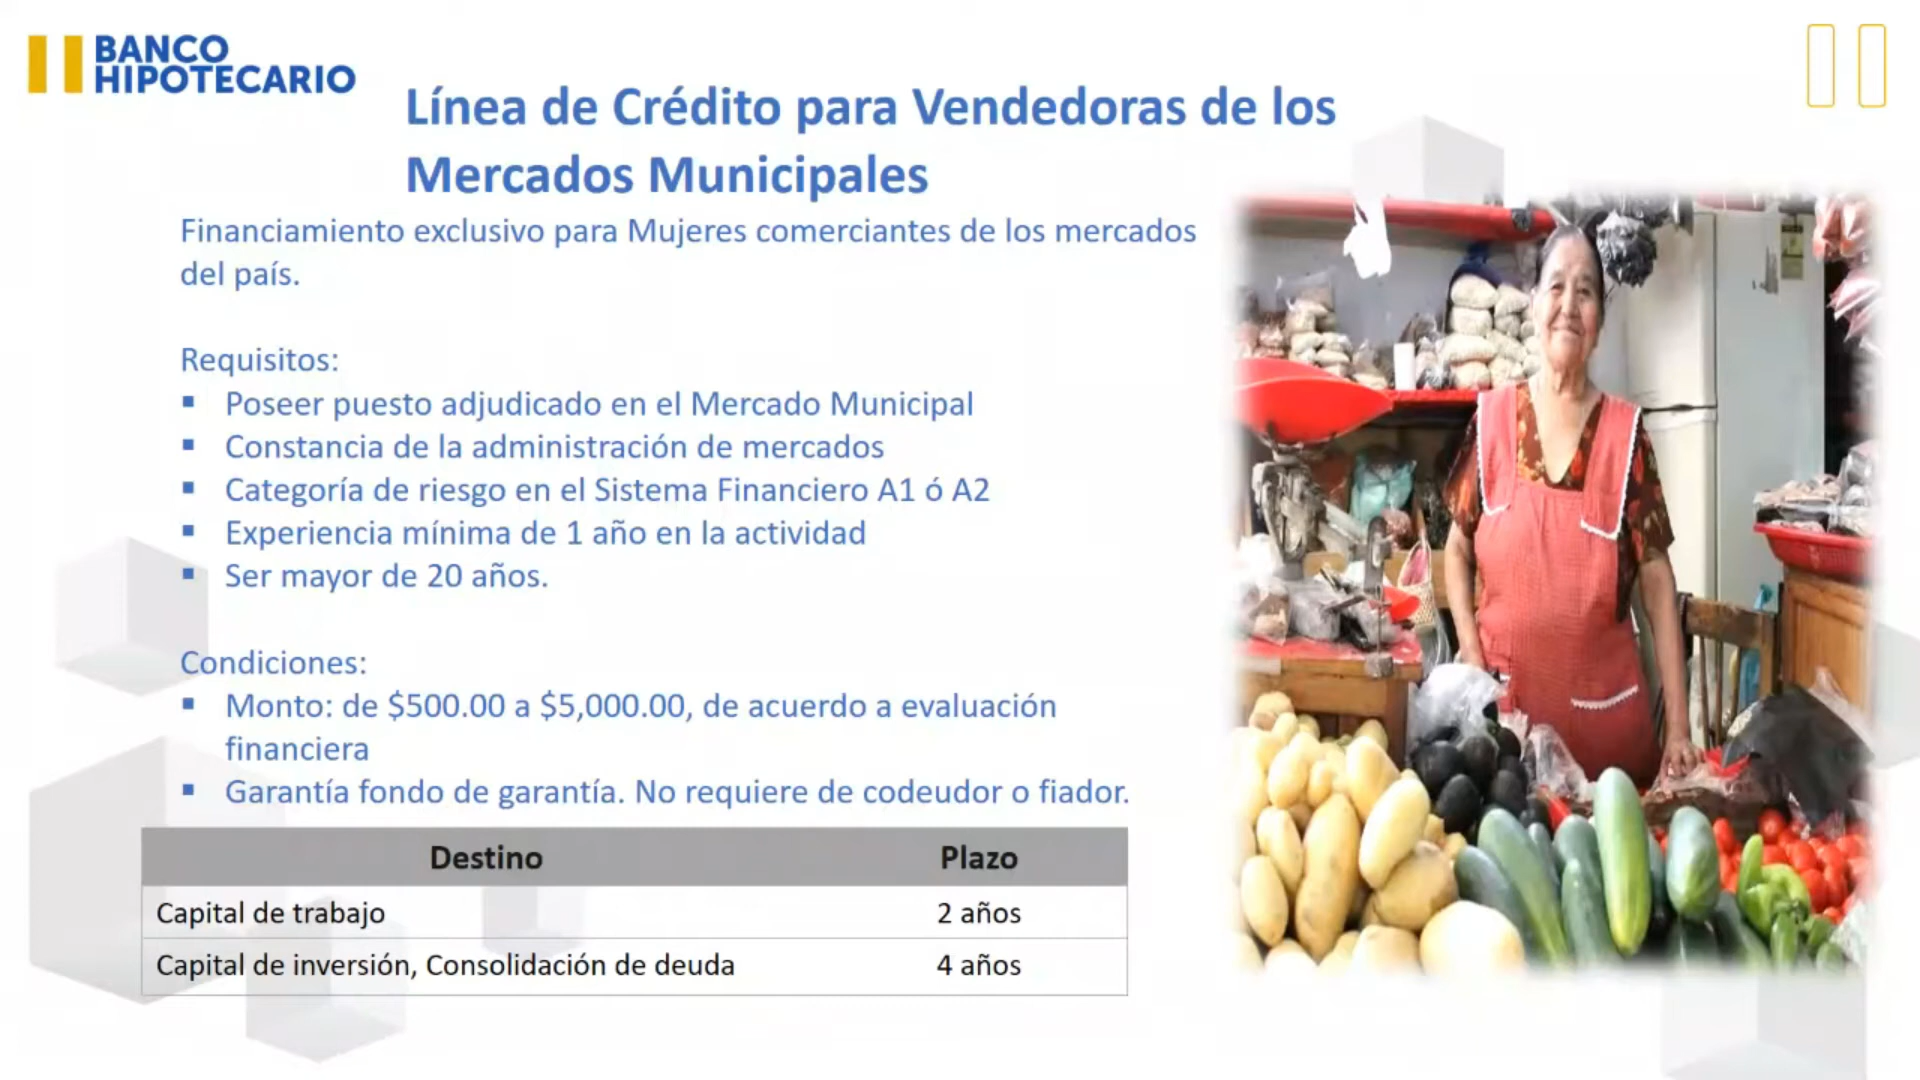 BANCO
HIPOTECARIO
Línea de Crédito para Vendedoras de los
Mercados Municipales
Financiamiento exclusivo para Mujeres comerciantes de los mercados
del país.
Requisitos:
▪ Poseer puesto adjudicado en el Mercado Municipal
▪ Constancia de la administración de mercados
▪ Categoría de riesgo en el Sistema Financiero A1 ó A2
▪ Experiencia mínima de 1 año en la actividad
▪ Ser mayor de 20 años.
Condiciones:
▪ Monto: de $500.00 a $5,000.00, de acuerdo a evaluación
financiera
▪ Garantía fondo de garantía. No requiere de codeudor o fiador.
Destino Plazo
Capital de trabajo 2 años
Capital de inversión, Consolidación de deuda 4 años